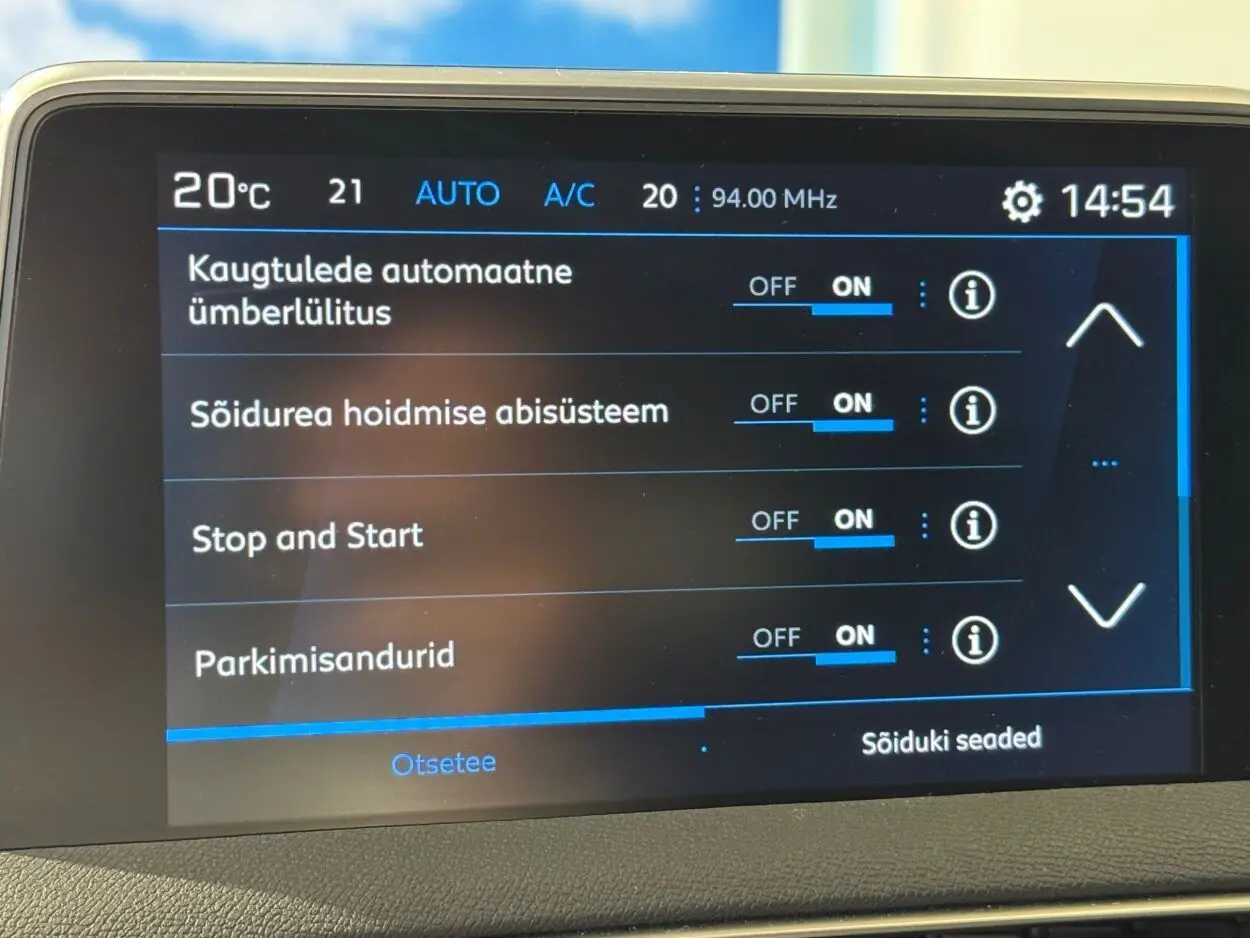 20°C 21 AUTO A/C 20 94.00 MHz 14:54
Kaugtulede automaatne
ümberlülitus
OFF ON
Sõidurea hoidmise abisüsteem OFF ON
Stop and Start OFF ON
Parkimisandurid OFF ON
Otsetee Sõiduki seaded